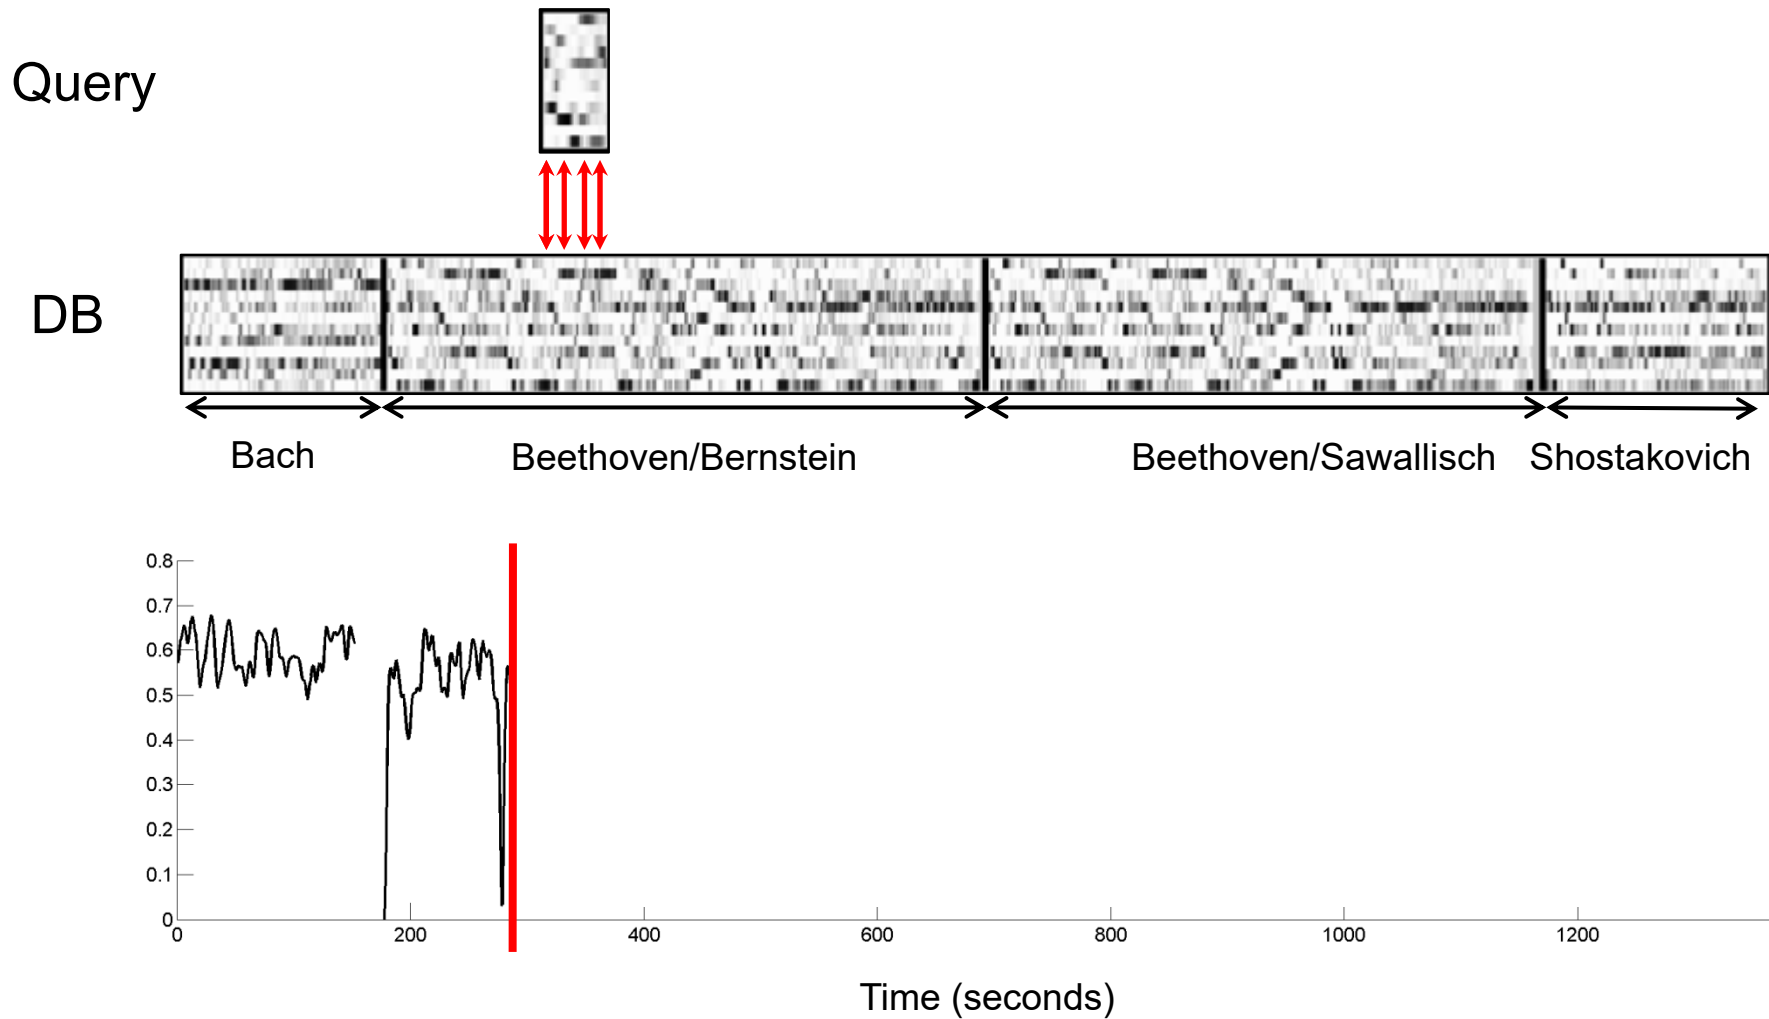 Query
DB
Bach
Beethoven/Bernstein
Beethoven/Sawallisch
Shostakovich
0.8
0.7
0.6
0.5
0.4
0.3
0.2
0.1
0
0 200 400 600 800 1000 1200
Time (seconds)